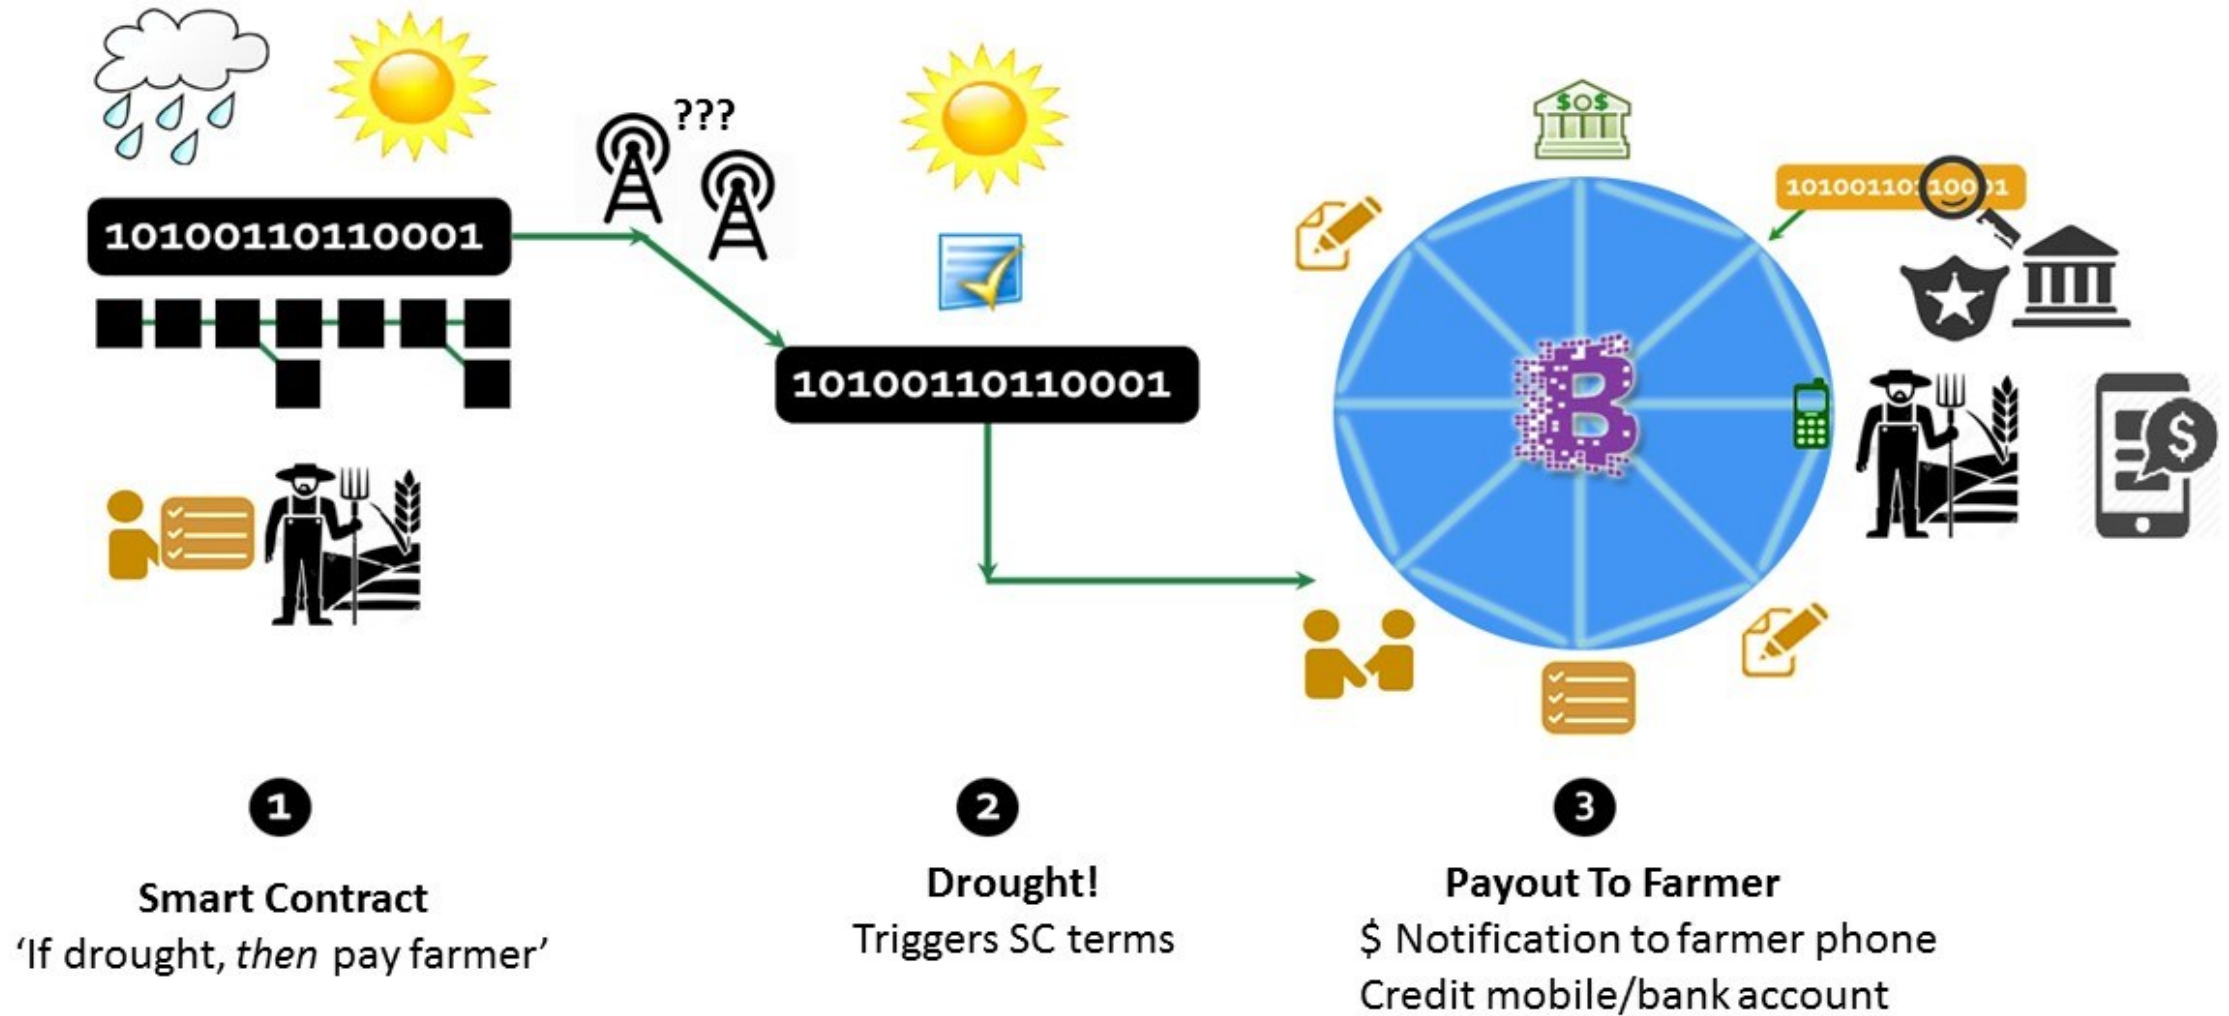 ???
$ $
10100110110001
10100110110001
10100110110001
B
$
1
2
3
Smart Contract
‘If drought, then pay farmer’
Drought!
Triggers SC terms
Payout To Farmer
$ Notification to farmer phone
Credit mobile/bank account